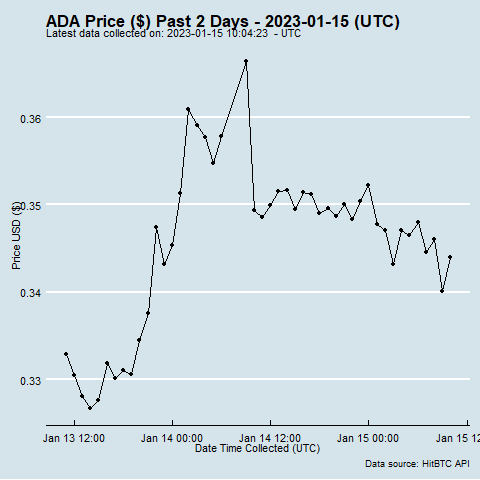 ADA Price ($) Past 2 Days - 2023-01-15 (UTC)
Latest data collected on: 2023-01-15 10:04:23 - UTC
Price USD ($)
0.36
0.35
0.34
0.33
Jan 13 12:00
Jan 14 00:00
Jan 14 12:00
Jan 15 00:00
Jan 15 12
Date Time Collected (UTC)
Data source: HitBTC API